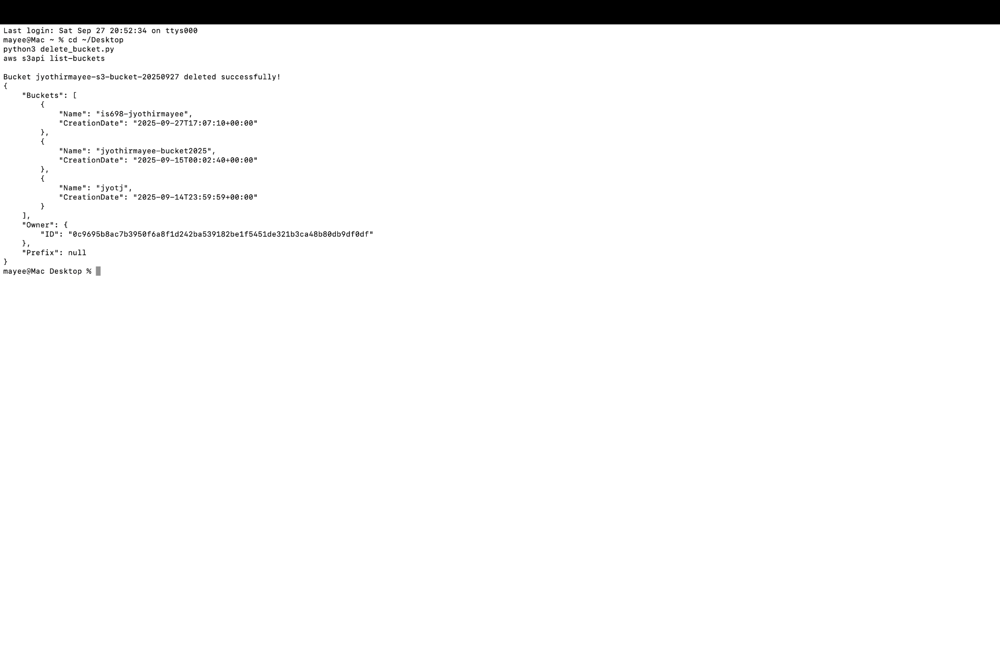 Last login: Sat Sep 27 20:52:34 on ttys000
mayee@Mac ~ % cd ~/Desktop
python3 delete_bucket.py
aws s3api list-buckets

Bucket jyothirmayee-s3-bucket-20250927 deleted successfully!
{
    "Buckets": [
        {
            "Name": "is698-jyothirmayee",
            "CreationDate": "2025-09-27T17:07:10+00:00"
        },
        {
            "Name": "jyothirmayee-bucket2025",
            "CreationDate": "2025-09-15T00:02:40+00:00"
        },
        {
            "Name": "jyotj",
            "CreationDate": "2025-09-14T23:59:59+00:00"
        }
    ],
    "Owner": {
        "ID": "0c9695b8ac7b3950f6a8f1d242ba539182be1f5451de321b3ca48b80db9df0df"
    },
    "Prefix": null
}
mayee@Mac Desktop %